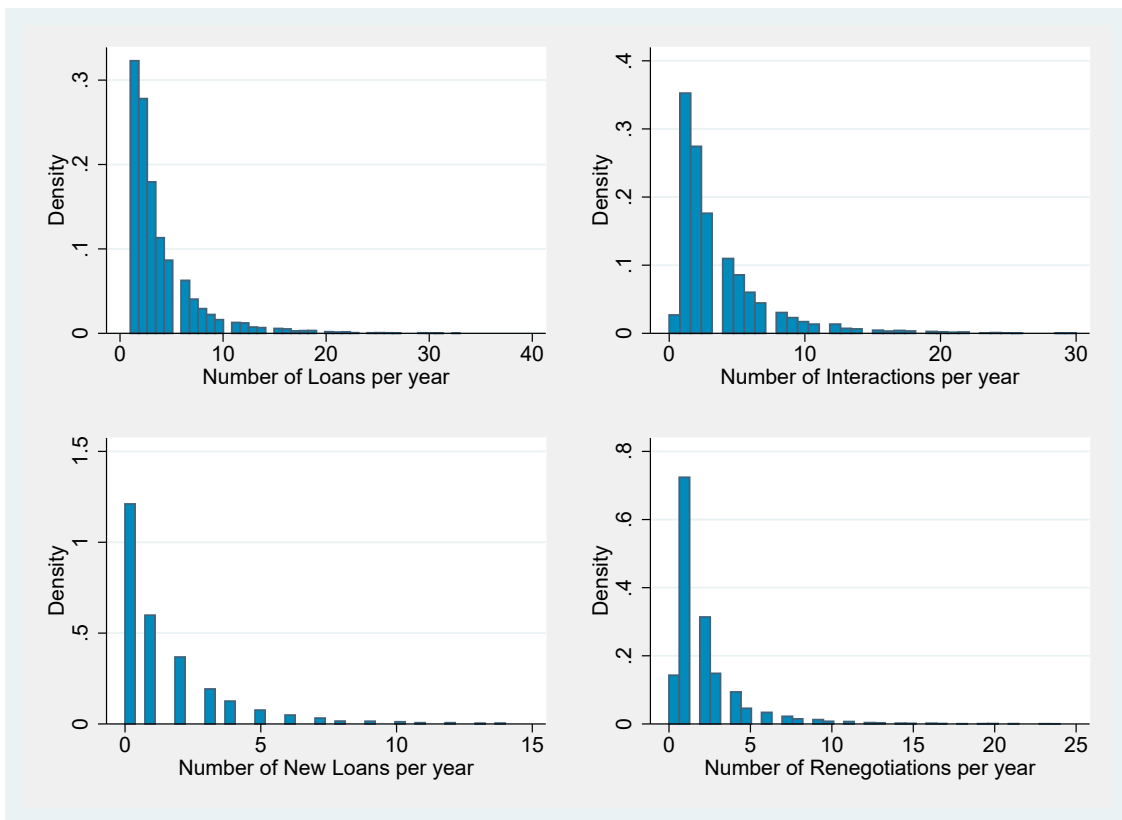 Density
.3
.2
.1
0
0 10 20 30 40
Number of Loans per year
Density
.4
.3
.2
.1
0
0 10 20 30
Number of Interactions per year
Density
1.5
1
.5
0
0 5 10 15
Number of New Loans per year
Density
.8
.6
.4
.2
0
0 5 10 15 20 25
Number of Renegotiations per year